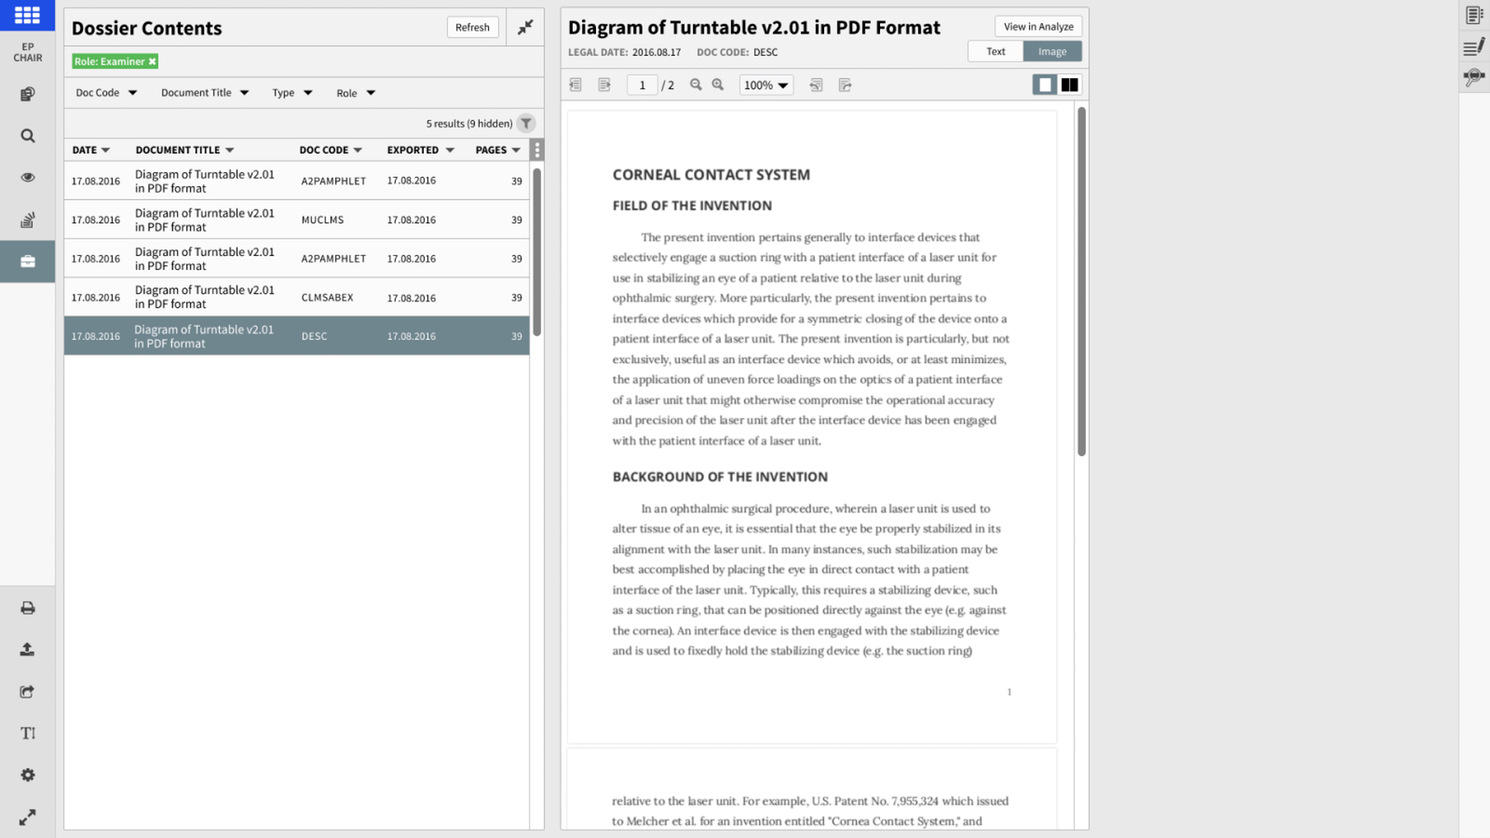 EP
CHAIR
Dossier Contents
Refresh
Role: Examiner ✖
Doc Code
Document Title
Type
Role
5 results (9 hidden)
DATE DOCUMENT TITLE DOC CODE EXPORTED PAGES
17.08.2016 Diagram of Turntable v2.01 in PDF format A2PAMPHLET 17.08.2016 39
17.08.2016 Diagram of Turntable v2.01 in PDF format MUCLMS 17.08.2016 39
17.08.2016 Diagram of Turntable v2.01 in PDF format A2PAMPHLET 17.08.2016 39
17.08.2016 Diagram of Turntable v2.01 in PDF format CLMSABEX 17.08.2016 39
17.08.2016 Diagram of Turntable v2.01 in PDF format DESC 17.08.2016 39
Diagram of Turntable v2.01 in PDF Format
View in Analyze
LEGAL DATE: 2016.08.17 DOC CODE: DESC
Text Image
1 / 2
100%
CORNEAL CONTACT SYSTEM
FIELD OF THE INVENTION
The present invention pertains generally to interface devices that
selectively engage a suction ring with a patient interface of a laser unit for
use in stabilizing an eye of a patient relative to the laser unit during
ophthalmic surgery. More particularly, the present invention pertains to
interface devices which provide for a symmetric closing of the device onto a
patient interface of a laser unit. The present invention is particularly, but not
exclusively, useful as an interface device which avoids, or at least minimizes,
the application of uneven force loadings on the optics of a patient interface
of a laser unit that might otherwise compromise the operational accuracy
and precision of the laser unit after the interface device has been engaged
with the patient interface of a laser unit.
BACKGROUND OF THE INVENTION
In an ophthalmic surgical procedure, wherein a laser unit is used to
alter tissue of an eye, it is essential that the eye be properly stabilized in its
alignment with the laser unit. In many instances, such stabilization may be
best accomplished by placing the eye in direct contact with a patient
interface of the laser unit. Typically, this requires a stabilizing device, such
as a suction ring, that can be positioned directly against the eye (e.g. against
the cornea). An interface device is then engaged with the stabilizing device
and is used to fixedly hold the stabilizing device (e.g. the suction ring)
1
relative to the laser unit. For example, U.S. Patent No. 7,955,324 which issued
to Melcher et al. for an invention entitled "Cornea Contact System," and